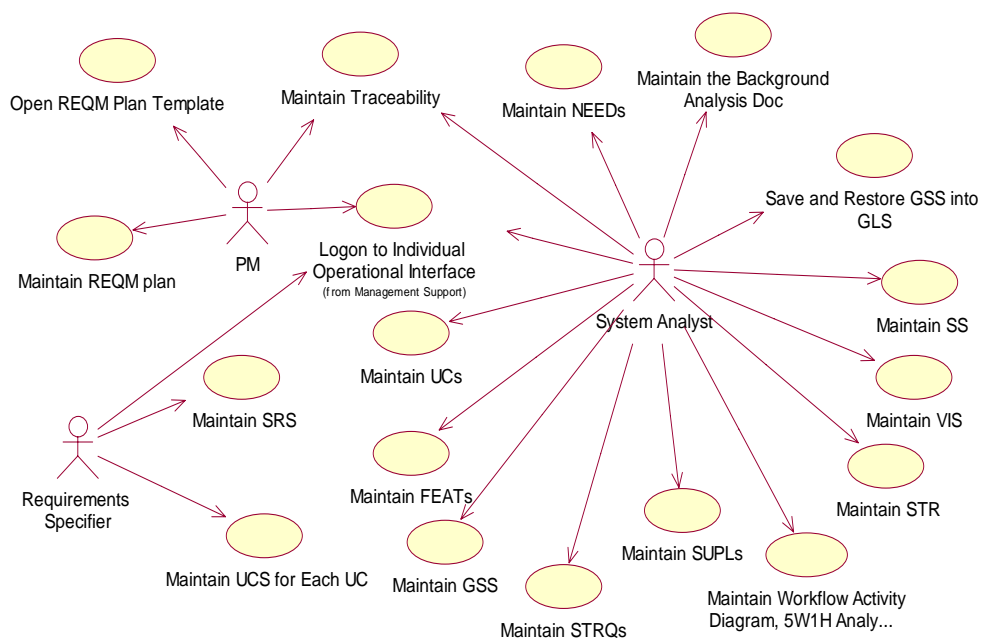 Open REQM Plan Template
Maintain Traceability
Maintain NEEDs
Maintain the Background
Analysis Doc
Save and Restore GSS into
GLS
PM
Maintain REQM plan
Logon to Individual
Operational Interface
(from Management Support)
System Analyst
Maintain SS
Maintain UCs
Maintain VIS
Maintain SRS
Requirements
Specifier
Maintain FEATs
Maintain STR
Maintain SUPLs
Maintain UCS for Each UC
Maintain GSS
Maintain STRQs
Maintain Workflow Activity
Diagram, 5W1H Analy...